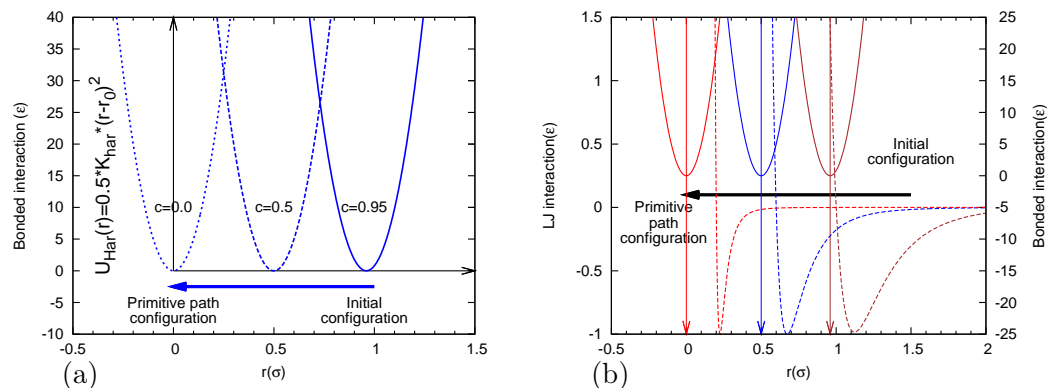 40
35
30
25
20
15
10
5
0
-5
-10
Bonded interaction (ε)
U_Har(r)=0.5*K_har*(r-r_0)^2
c=0.0
c=0.5
c=0.95
Primitive path
configuration
Initial
configuration
-0.5
0
0.5
1
1.5
r(σ)
(a)
1.5
1
0.5
0
-0.5
-1
LJ interaction(ε)
Initial
configuration
Primitive
path
configuration
25
20
15
10
5
0
-5
-10
-15
-20
-25
Bonded interaction(ε)
-0.5
0
0.5
1
1.5
2
r(σ)
(b)